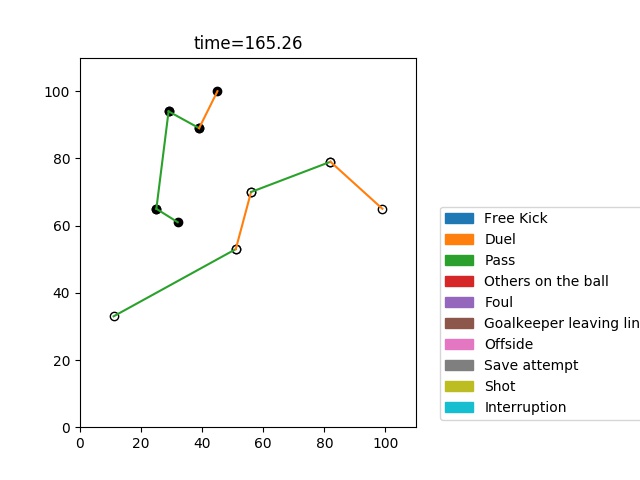 time=165.26
100
80
60
40
20
0
0 20 40 60 80 100
Free Kick
Duel
Pass
Others on the ball
Foul
Goalkeeper leaving lin
Offside
Save attempt
Shot
Interruption